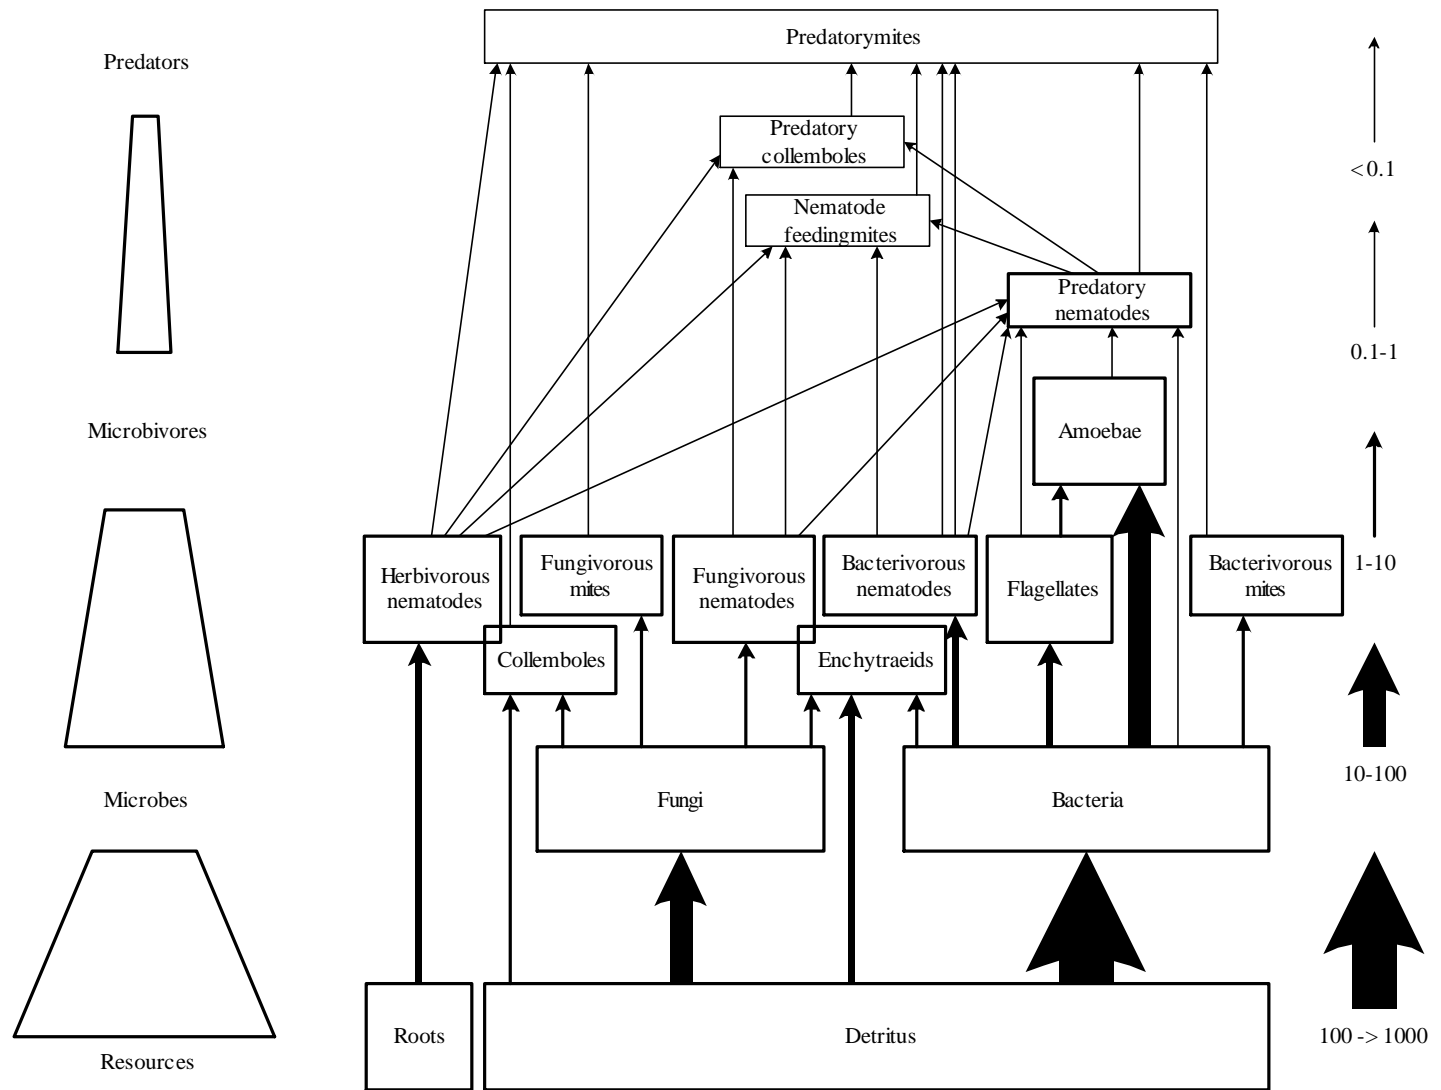 Predatorymites
Predators
Predatory
collemboles
<0.1
Nematode
feedingmites
Predatory
nematodes
0.1-1
Microbivores
Amoebae
Herbivorous
nematodes
Fungivorous
mites
Fungivorous
nematodes
Bacterivorous
nematodes
Flagellates
Bacterivorous
mites
1-10
Collemboles
Enchytraeids
10-100
Microbes
Fungi
Bacteria
Roots
Detritus
100 -> 1000
Resources